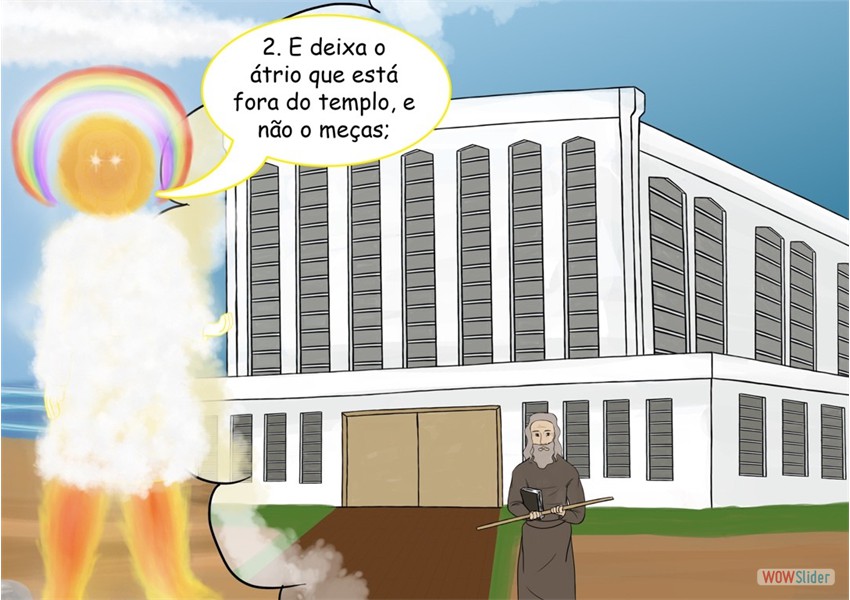 2. E deixa o
átrio que está
fora do templo, e
não o meças;
WOWSlider